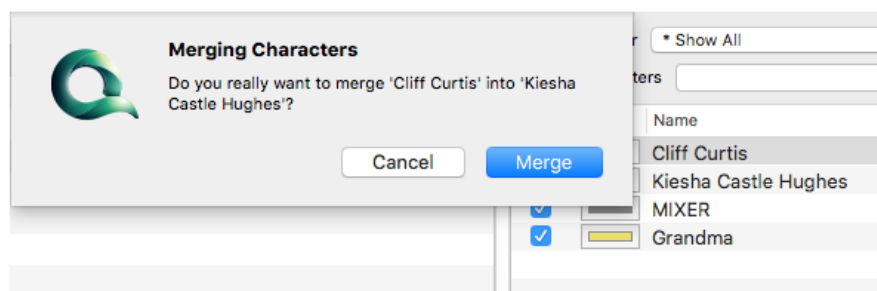 Merging Characters
Do you really want to merge 'Cliff Curtis' into 'Kiesha
Castle Hughes'?
Cancel
Merge
* Show All
Name
Cliff Curtis
Kiesha Castle Hughes
MIXER
Grandma